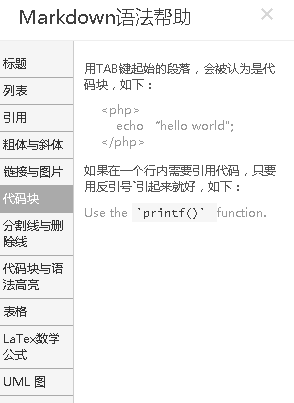 Markdown语法帮助
×
标题
列表
引用
粗体与斜体
链接与图片
代码块
分割线与删
除线
代码块与语
法高亮
表格
LaTex数学
公式
UML 图
用TAB键起始的段落，会被认为是代
码块，如下：
<php>
echo “hello world";
</php>
如果在一个行内需要引用代码，只要
用反引号`引起来就好，如下：
Use the `printf()` function.